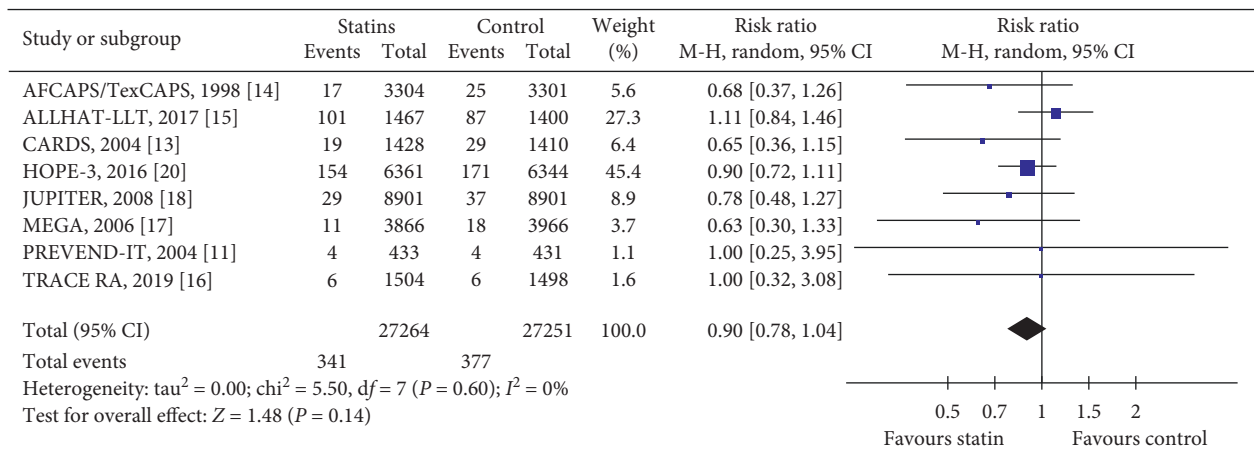 Study or subgroup Statins Control Weight Risk ratio Risk ratio
Events Total Events Total (%) M-H, random, 95% CI M-H, random, 95% CI
AFCAPS/TexCAPS, 1998 [14] 17 3304 25 3301 5.6 0.68 [0.37, 1.26]
ALLHAT-LLT, 2017 [15] 101 1467 87 1400 27.3 1.11 [0.84, 1.46]
CARDS, 2004 [13] 19 1428 29 1410 6.4 0.65 [0.36, 1.15]
HOPE-3, 2016 [20] 154 6361 171 6344 45.4 0.90 [0.72, 1.11]
JUPITER, 2008 [18] 29 8901 37 8901 8.9 0.78 [0.48, 1.27]
MEGA, 2006 [17] 11 3866 18 3966 3.7 0.63 [0.30, 1.33]
PREVEND-IT, 2004 [11] 4 433 4 431 1.1 1.00 [0.25, 3.95]
TRACE RA, 2019 [16] 6 1504 6 1498 1.6 1.00 [0.32, 3.08]
Total (95% CI) 27264 27251 100.0 0.90 [0.78, 1.04]
Total events 341 377
Heterogeneity: tau² = 0.00; chi² = 5.50, df = 7 (P = 0.60); I² = 0%
Test for overall effect: Z = 1.48 (P = 0.14)
0.5 0.7 1 1.5 2
Favours statin Favours control